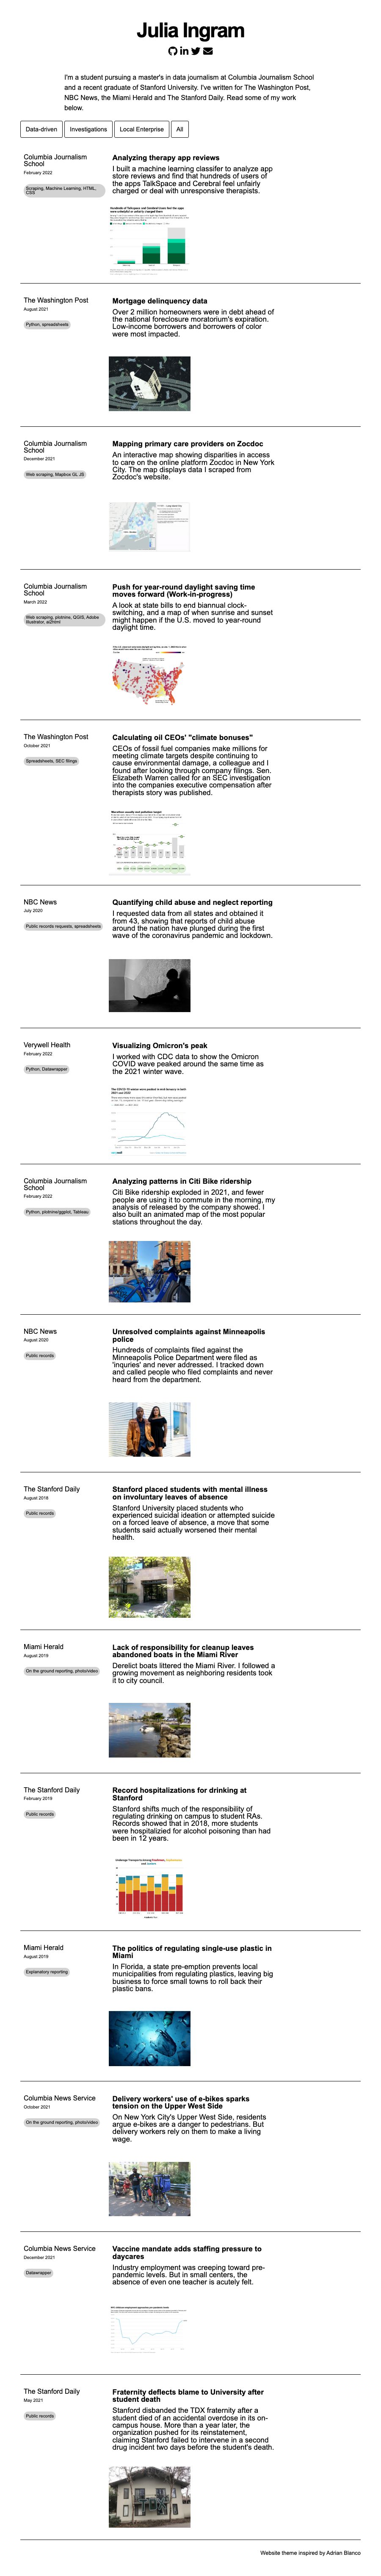 Julia Ingram
I'm a student pursuing a master's in data journalism at Columbia Journalism School
and a recent graduate of Stanford University. I've written for The Washington Post,
NBC News, the Miami Herald and The Stanford Daily. Read some of my work
below.
Data-driven
Investigations
Local Enterprise
All
Columbia Journalism
School
February 2022
Scraping, Machine Learning, HTML,
CSS
Analyzing therapy app reviews
I built a machine learning classifer to analyze app
store reviews and find that hundreds of users of
the apps TalkSpace and Cerebral feel unfairly
charged or deal with unresponsive therapists.
The Washington Post
August 2021
Python, spreadsheets
Mortgage delinquency data
Over 2 million homeowners were in debt ahead of
the national foreclosure moratorium's expiration.
Low-income borrowers and borrowers of color
were most impacted.
Columbia Journalism
School
December 2021
Web scraping, Mapbox GL JS
Mapping primary care providers on Zocdoc
An interactive map showing disparities in access
to care on the online platform Zocdoc in New York
City. The map displays data I scraped from
Zocdoc's website.
Columbia Journalism
School
March 2022
Web scraping, plotnine, QGIS, Adobe
Illustrator, ai2html
Push for year-round daylight saving time
moves forward (Work-in-progress)
A look at state bills to end biannual clock-
switching, and a map of when sunrise and sunset
might happen if the U.S. moved to year-round
daylight time.
The Washington Post
October 2021
Spreadsheets, SEC filings
Calculating oil CEOs' "climate bonuses"
CEOs of fossil fuel companies make millions for
meeting climate targets despite continuing to
cause environmental damage, a colleague and I
found after looking through company filings. Sen.
Elizabeth Warren called for an SEC investigation
into the companies executive compensation after
therapists story was published.
NBC News
July 2020
Public records requests, spreadsheets
Quantifying child abuse and neglect reporting
I requested data from all states and obtained it
from 43, showing that reports of child abuse
around the nation have plunged during the first
wave of the coronavirus pandemic and lockdown.
Verywell Health
February 2022
Python, Datawrapper
Visualizing Omicron's peak
I worked with CDC data to show the Omicron
COVID wave peaked around the same time as
the 2021 winter wave.
Columbia Journalism
School
February 2022
Python, plotnine/ggplot, Tableau
Analyzing patterns in Citi Bike ridership
Citi Bike ridership exploded in 2021, and fewer
people are using it to commute in the morning, my
analysis of released by the company showed. I
also built an animated map of the most popular
stations throughout the day.
NBC News
August 2020
Public records
Unresolved complaints against Minneapolis
police
Hundreds of complaints filed against the
Minneapolis Police Department were filed as
'inquries' and never addressed. I tracked down
and called people who filed complaints and never
heard from the department.
The Stanford Daily
August 2018
Public records
Stanford placed students with mental illness
on involuntary leaves of absence
Stanford University placed students who
experienced suicidal ideation or attempted suicide
on a forced leave of absence, a move that some
students said actually worsened their mental
health.
Miami Herald
August 2019
On the ground reporting, photo/video
Lack of responsibility for cleanup leaves
abandoned boats in the Miami River
Derelict boats littered the Miami River. I followed a
growing movement as neighboring residents took
it to city council.
The Stanford Daily
February 2019
Public records
Record hospitalizations for drinking at
Stanford
Stanford shifts much of the responsibility of
regulating drinking on campus to student RAs.
Records showed that in 2018, more students
were hospitalizied for alcohol poisoning than had
been in 12 years.
Miami Herald
August 2019
Explanatory reporting
The politics of regulating single-use plastic in
Miami
In Florida, a state pre-emption prevents local
municipalities from regulating plastics, leaving big
business to force small towns to roll back their
plastic bans.
Columbia News Service
October 2021
On the ground reporting, photo/video
Delivery workers' use of e-bikes sparks
tension on the Upper West Side
On New York City's Upper West Side, residents
argue e-bikes are a danger to pedestrians. But
delivery workers rely on them to make a living
wage.
Columbia News Service
December 2021
Datawrapper
Vaccine mandate adds staffing pressure to
daycares
Industry employment was creeping toward pre-
pandemic levels. But in small centers, the
absence of even one teacher is acutely felt.
The Stanford Daily
May 2021
Public records
Fraternity deflects blame to University after
student death
Stanford disbanded the TDX fraternity after a
student died of an accidental overdose in its on-
campus house. More than a year later, the
organization pushed for its reinstatement,
claiming Stanford failed to intervene in a second
drug incident two days before the student's death.
Website theme inspired by Adrian Blanco